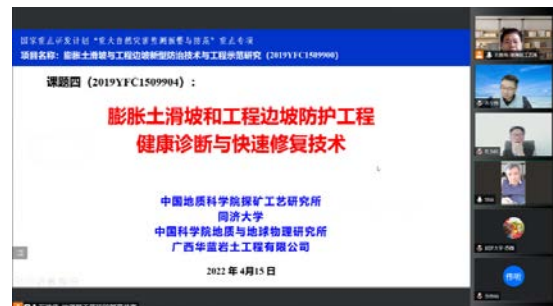 国家重点研发计划“重大自然灾害监测预警与防范”重点专项
项目名称：膨胀土滑坡与工程边坡新型防治技术与工程示范研究（2019YFC1509900）
课题四（2019YFC1509904）：
膨胀土滑坡和工程边坡防护工程
健康诊断与快速修复技术
中国地质科学院探矿工艺研究所
同济大学
中国科学院地质与地球物理研究所
广西华蓝岩土工程有限公司
2022 年 4月15 日